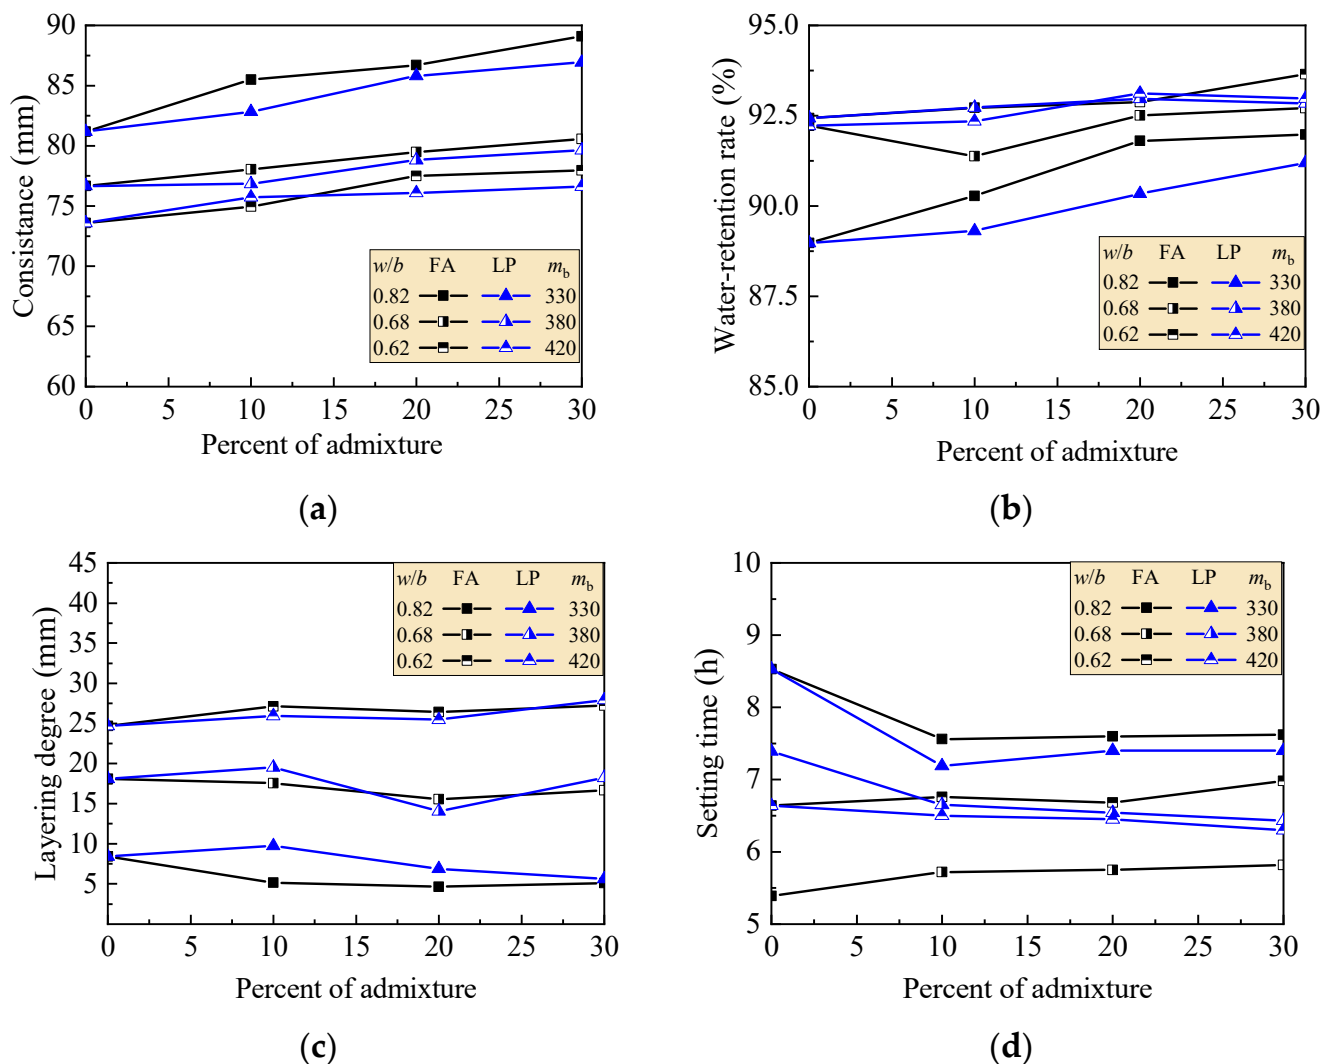 90
85
80
75
70
65
60
Consistance (mm)
w/b FA LP mb
0.82 330
0.68 380
0.62 420
0 5 10 15 20 25 30
Percent of admixture
(a)
95.0
92.5
90.0
87.5
85.0
Water-retention rate (%)
w/b FA LP mb
0.82 330
0.68 380
0.62 420
0 5 10 15 20 25 30
Percent of admixture
(b)
45
40
35
30
25
20
15
10
5
Layering degree (mm)
w/b FA LP mb
0.82 330
0.68 380
0.62 420
0 5 10 15 20 25 30
Percent of admixture
(c)
10
9
8
7
6
5
Setting time (h)
w/b FA LP mb
0.82 330
0.68 380
0.62 420
0 5 10 15 20 25 30
Percent of admixture
(d)